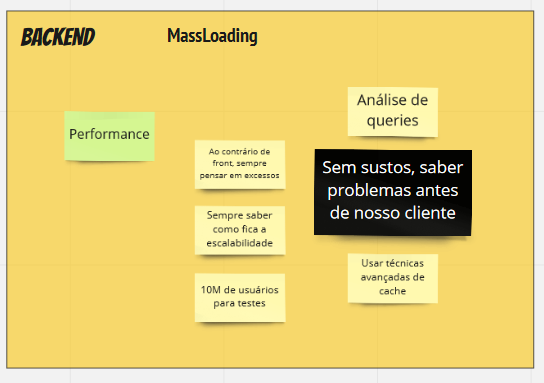 BACKEND
MassLoading
Performance
Ao contrário de
front, sempre
pensar em excessos
Sempre saber
como fica a
escalabilidade
10M de usuários
para testes
Análise de
queries
Sem sustos, saber
problemas antes
de nosso cliente
Usar técnicas
avançadas de
cache